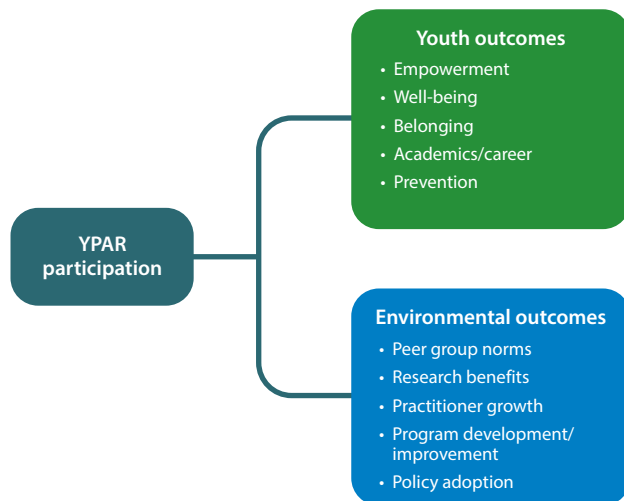 Youth outcomes
• Empowerment
• Well-being
• Belonging
• Academics/career
• Prevention
YPAR
participation
Environmental outcomes
• Peer group norms
• Research benefits
• Practitioner growth
• Program development/
improvement
• Policy adoption